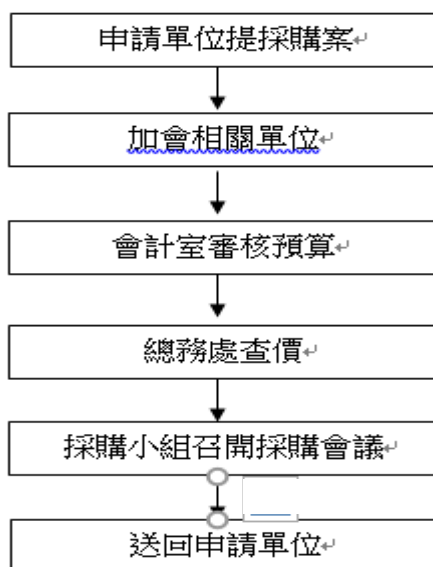 申請單位提採購案
加會相關單位
會計室審核預算
總務處查價
採購小組召開採購會議
送回申請單位